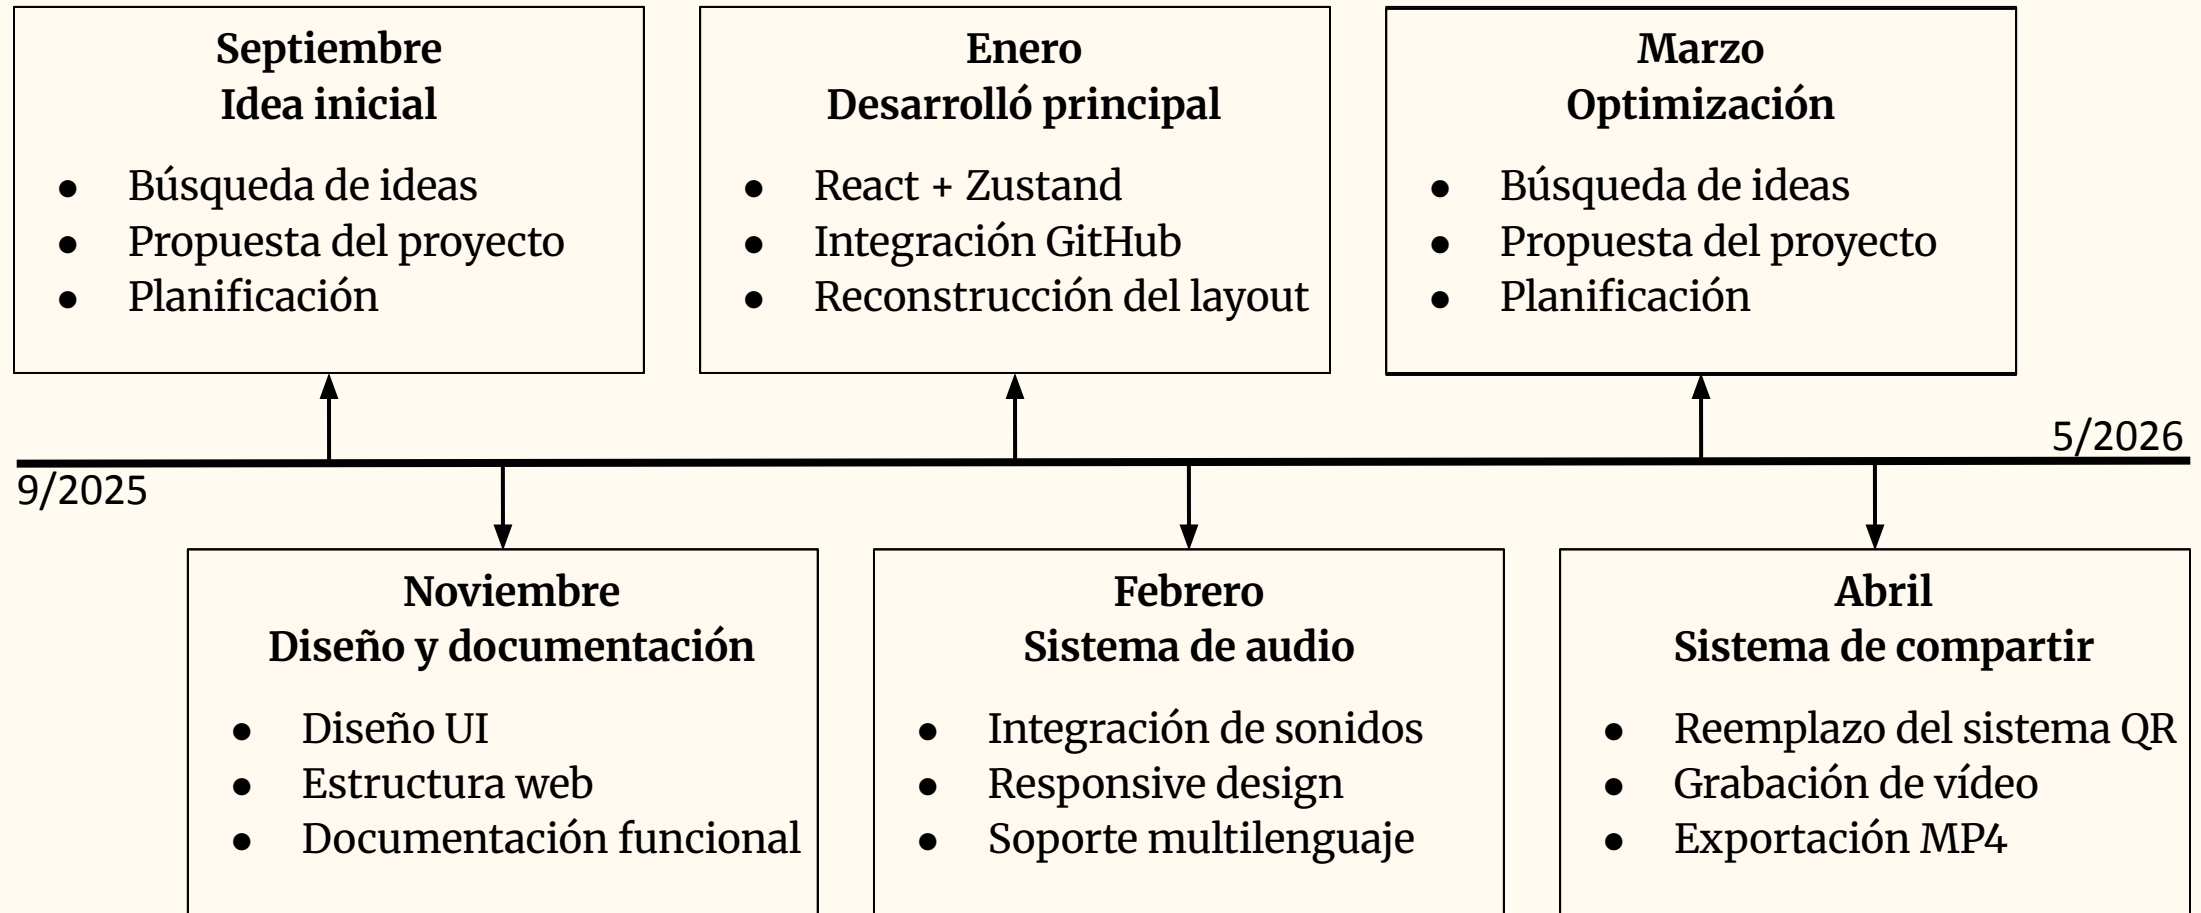 Septiembre
Idea inicial
● Búsqueda de ideas
● Propuesta del proyecto
● Planificación
Enero
Desarrolló principal
● React + Zustand
● Integración GitHub
● Reconstrucción del layout
Marzo
Optimización
● Búsqueda de ideas
● Propuesta del proyecto
● Planificación
5/2026
9/2025
Noviembre
Diseño y documentación
● Diseño UI
● Estructura web
● Documentación funcional
Febrero
Sistema de audio
● Integración de sonidos
● Responsive design
● Soporte multilenguaje
Abril
Sistema de compartir
● Reemplazo del sistema QR
● Grabación de vídeo
● Exportación MP4